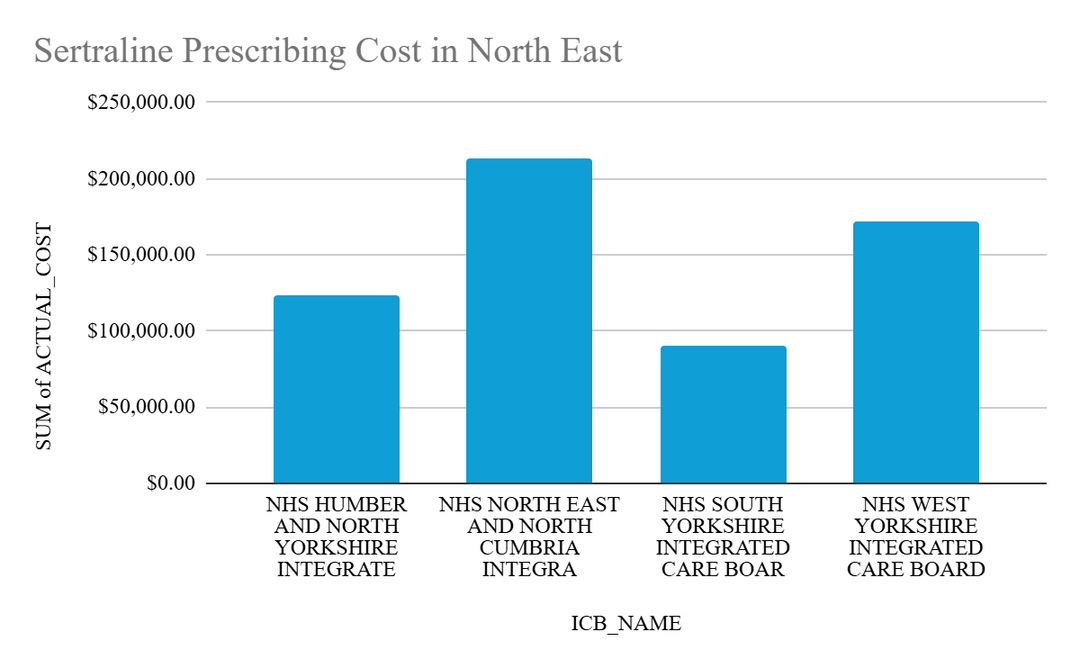 Sertraline Prescribing Cost in North East
$250,000.00
$200,000.00
$150,000.00
$100,000.00
$50,000.00
$0.00
SUM of ACTUAL_COST
NHS HUMBER
AND NORTH
YORKSHIRE
INTEGRATE
NHS NORTH EAST
AND NORTH
CUMBRIA
INTEGRA
NHS SOUTH
YORKSHIRE
INTEGRATED
CARE BOAR
NHS WEST
YORKSHIRE
INTEGRATED
CARE BOARD
ICB_NAME